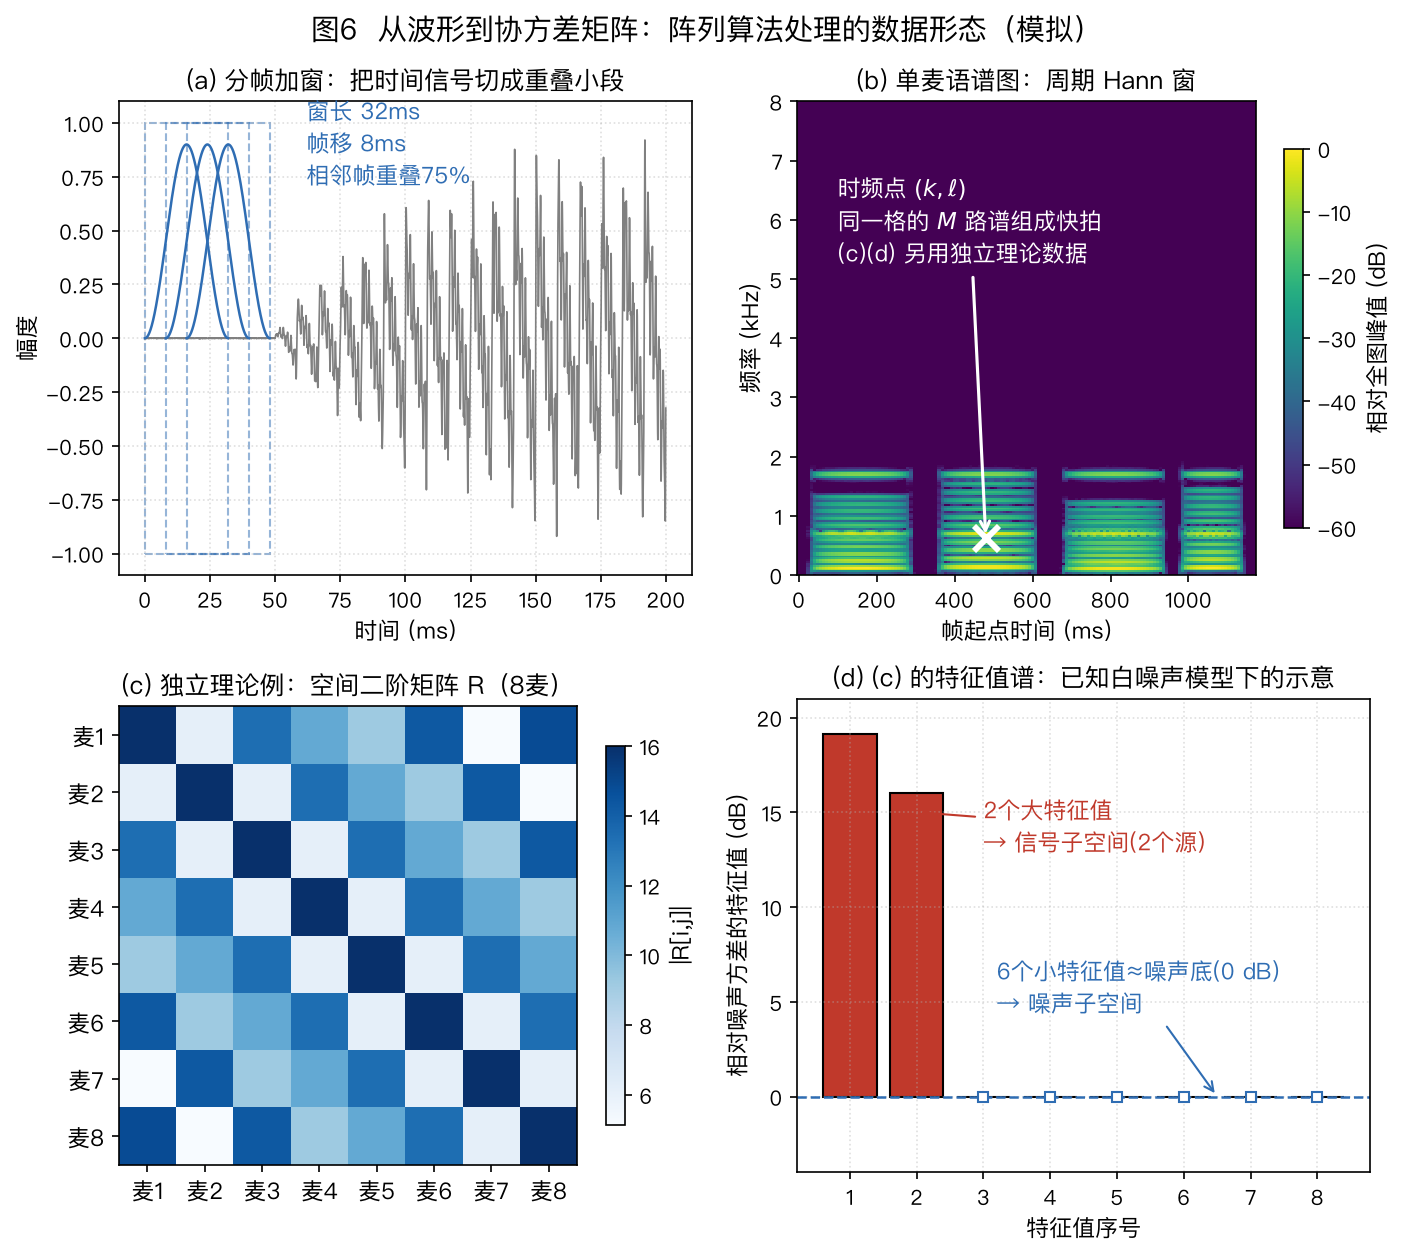 图6 从波形到协方差矩阵：阵列算法处理的数据形态（模拟）
(a) 分帧加窗：把时间信号切成重叠小段
窗长 32ms
帧移 8ms
相邻帧重叠75%
1.00
0.75
0.50
0.25
0.00
−0.25
−0.50
−0.75
−1.00
幅度
0 25 50 75 100 125 150 175 200
时间 (ms)
(b) 单麦语谱图：周期 Hann 窗
时频点 (k, ℓ)
同一格的 M 路谱组成快拍
(c)(d) 另用独立理论数据
8
7
6
5
4
3
2
1
0
频率 (kHz)
0 200 400 600 800 1000
帧起点时间 (ms)
0
−10
−20
−30
−40
−50
−60
相对全图峰值 (dB)
(c) 独立理论例：空间二阶矩阵 R（8麦）
麦1
麦2
麦3
麦4
麦5
麦6
麦7
麦8
麦1 麦2 麦3 麦4 麦5 麦6 麦7 麦8
16
14
12
10
8
6
|R[i,j]|
(d) (c) 的特征值谱：已知白噪声模型下的示意
20
15
10
5
0
相对噪声方差的特征值 (dB)
2个大特征值
→ 信号子空间(2个源)
6个小特征值≈噪声底(0 dB)
→ 噪声子空间
1 2 3 4 5 6 7 8
特征值序号